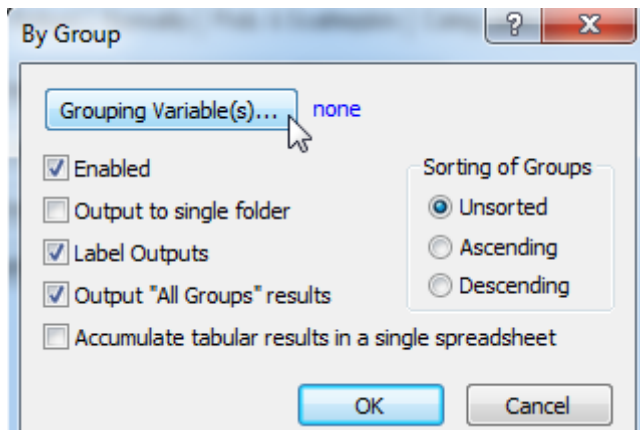 By Group
Grouping Variable(s)... none
Enabled
Sorting of Groups
Output to single folder
Unsorted
Label Outputs
Ascending
Output "All Groups" results
Descending
Accumulate tabular results in a single spreadsheet
OK
Cancel